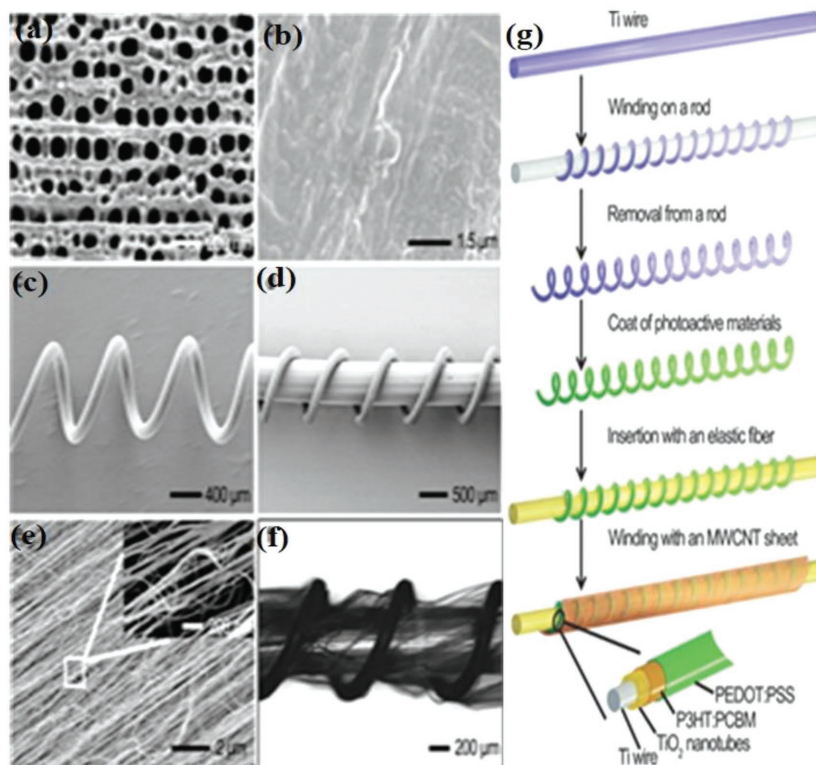 (a)
(b)
1.5 µm
(c)
400 µm
(d)
500 µm
(e)
2 µm
(f)
200 µm
(g)
Ti wire
Winding on a rod
Removal from a rod
Coat of photoactive materials
Insertion with an elastic fiber
Winding with an MWCNT sheet
PEDOT:PSS
P3HT:PCBM
TiO₂ nanotubes
Ti wire